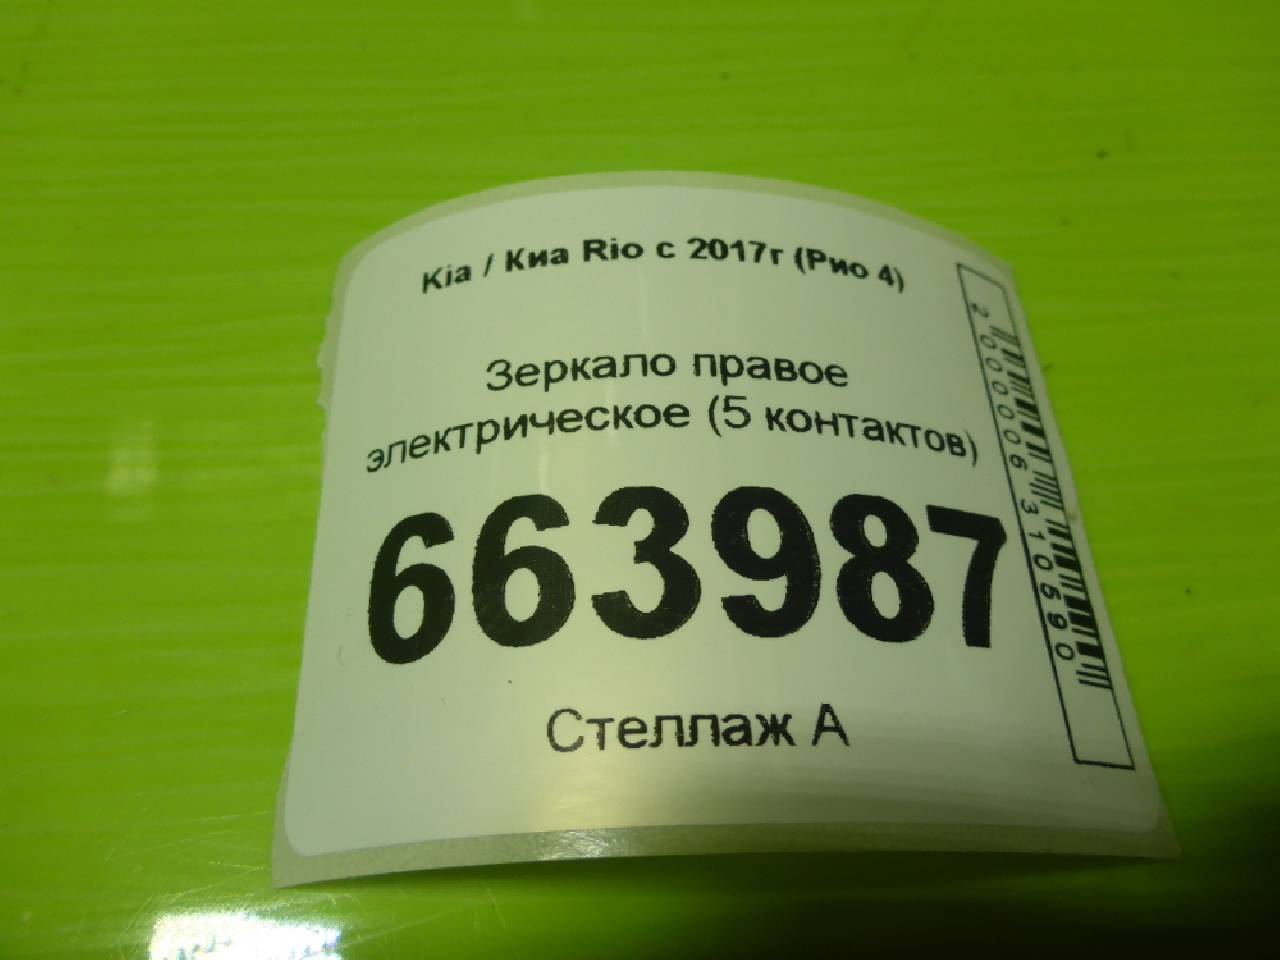 Kia / Киа Rio с 2017г (Рио 4)
Зеркало правое
электрическое (5 контактов)
663987
Стеллаж А
2000006310690